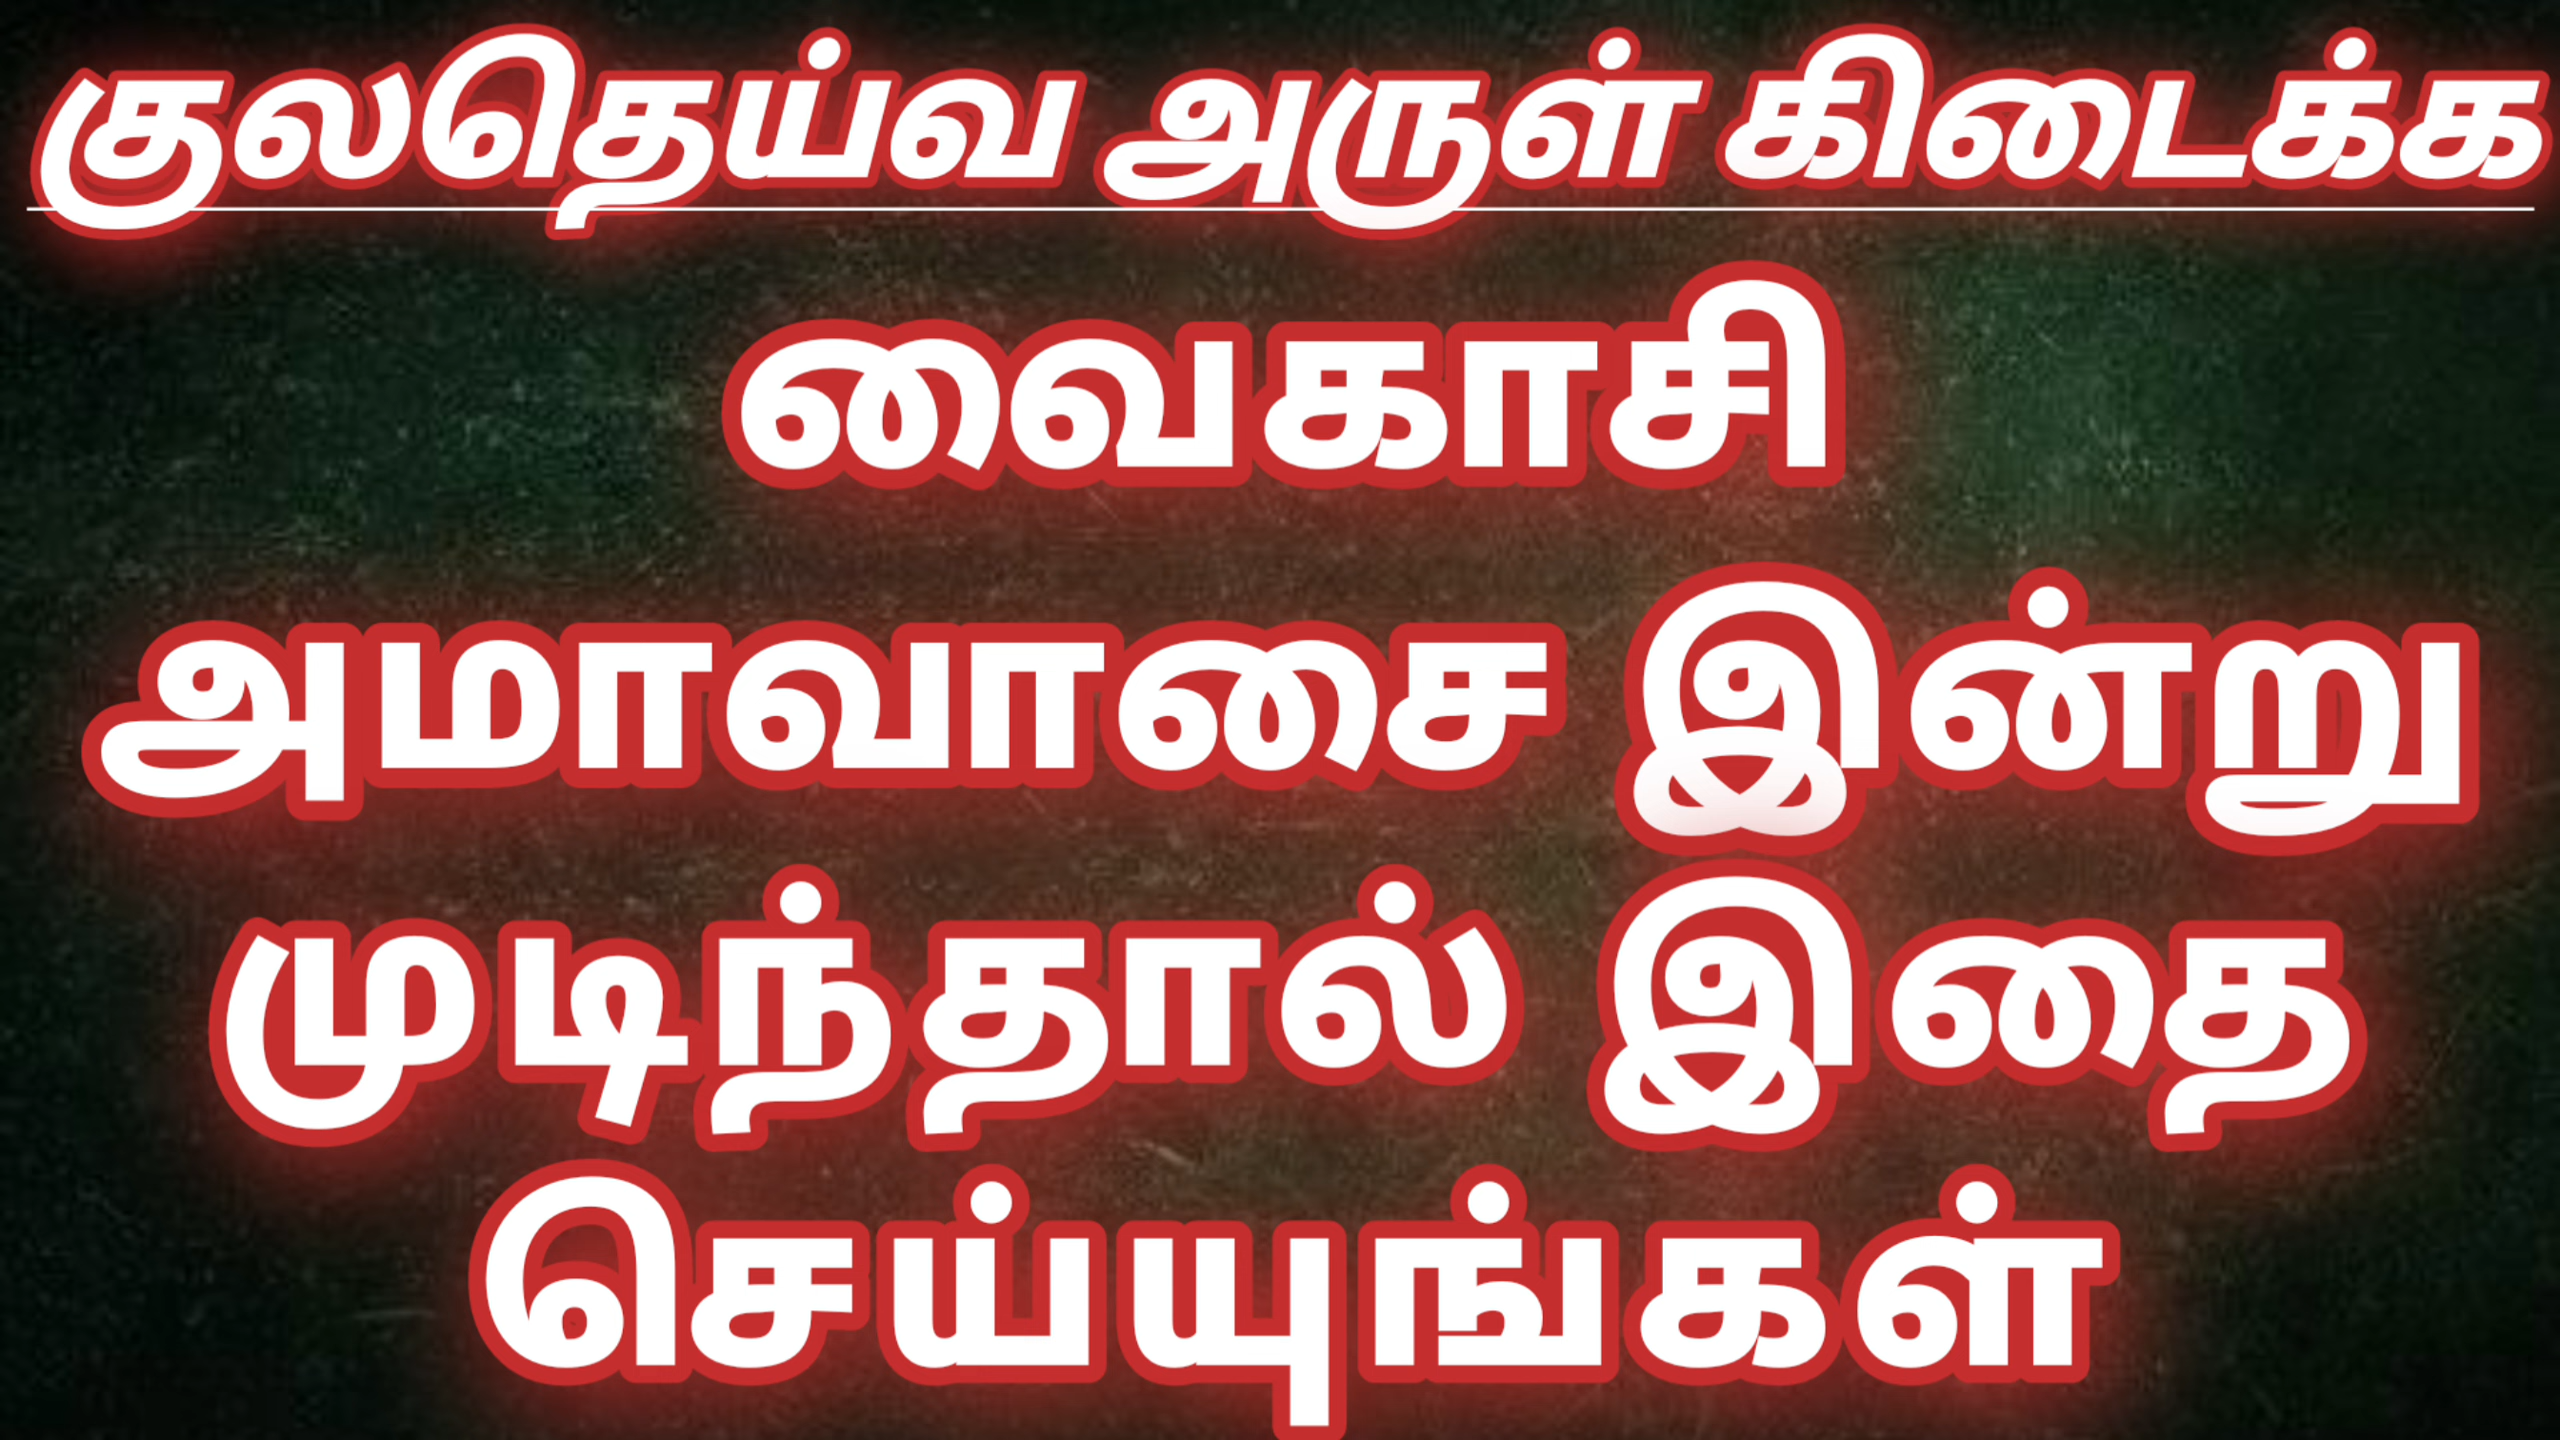 குலதெய்வ அருள் கிடைக்க
வைகாசி
அமாவாசை இன்று
முடிந்தால் இதை
செய்யுங்கள்